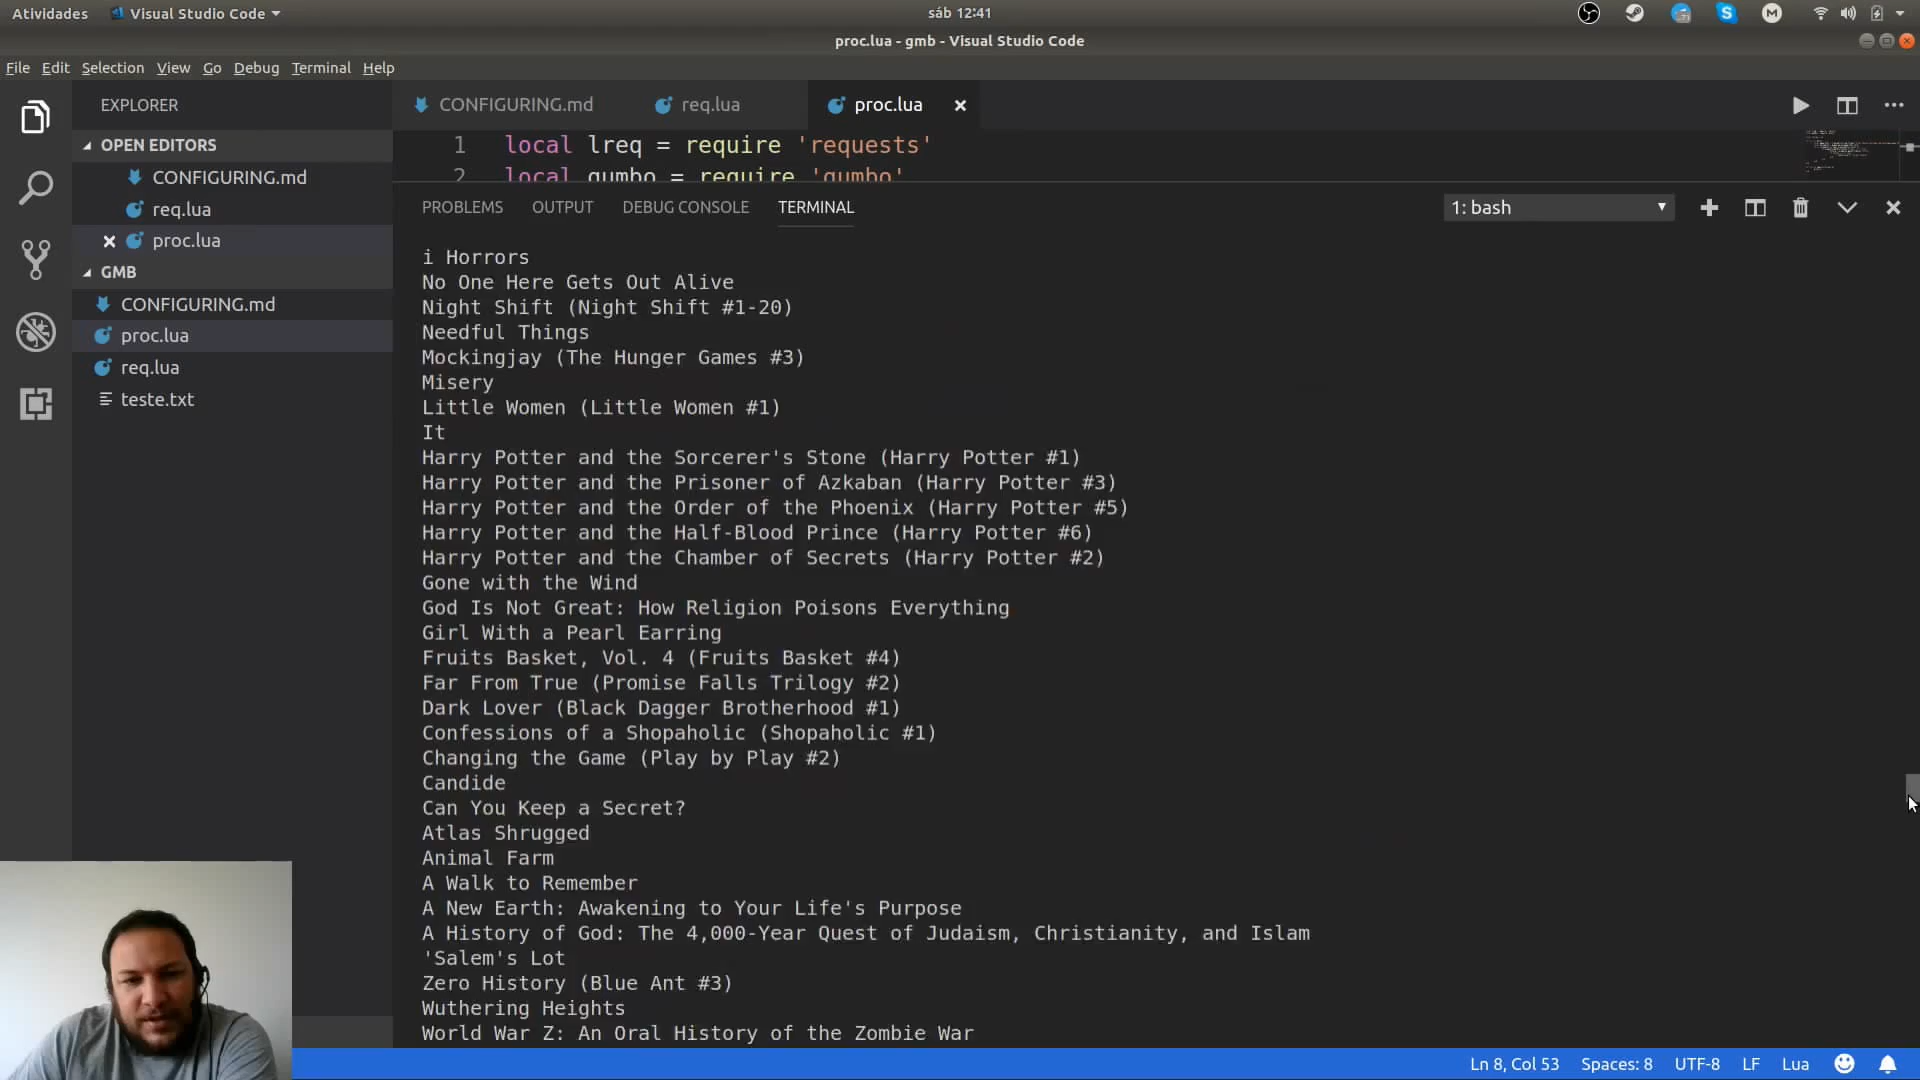 Atividades
Visual Studio Code
sáb 12:41
proc.lua - gmb - Visual Studio Code
File Edit Selection View Go Debug Terminal Help
EXPLORER
OPEN EDITORS
CONFIGURING.md
req.lua
proc.lua
GMB
CONFIGURING.md
proc.lua
req.lua
teste.txt
CONFIGURING.md
req.lua
proc.lua
1 local lreq = require 'requests'
2 local gumbo = require 'gumbo'
PROBLEMS OUTPUT DEBUG CONSOLE TERMINAL
1: bash
i Horrors
No One Here Gets Out Alive
Night Shift (Night Shift #1-20)
Needful Things
Mockingjay (The Hunger Games #3)
Misery
Little Women (Little Women #1)
It
Harry Potter and the Sorcerer's Stone (Harry Potter #1)
Harry Potter and the Prisoner of Azkaban (Harry Potter #3)
Harry Potter and the Order of the Phoenix (Harry Potter #5)
Harry Potter and the Half-Blood Prince (Harry Potter #6)
Harry Potter and the Chamber of Secrets (Harry Potter #2)
Gone with the Wind
God Is Not Great: How Religion Poisons Everything
Girl With a Pearl Earring
Fruits Basket, Vol. 4 (Fruits Basket #4)
Far From True (Promise Falls Trilogy #2)
Dark Lover (Black Dagger Brotherhood #1)
Confessions of a Shopaholic (Shopaholic #1)
Changing the Game (Play by Play #2)
Candide
Can You Keep a Secret?
Atlas Shrugged
Animal Farm
A Walk to Remember
A New Earth: Awakening to Your Life's Purpose
A History of God: The 4,000-Year Quest of Judaism, Christianity, and Islam
'Salem's Lot
Zero History (Blue Ant #3)
Wuthering Heights
World War Z: An Oral History of the Zombie War
Ln 8, Col 53 Spaces: 8 UTF-8 LF Lua